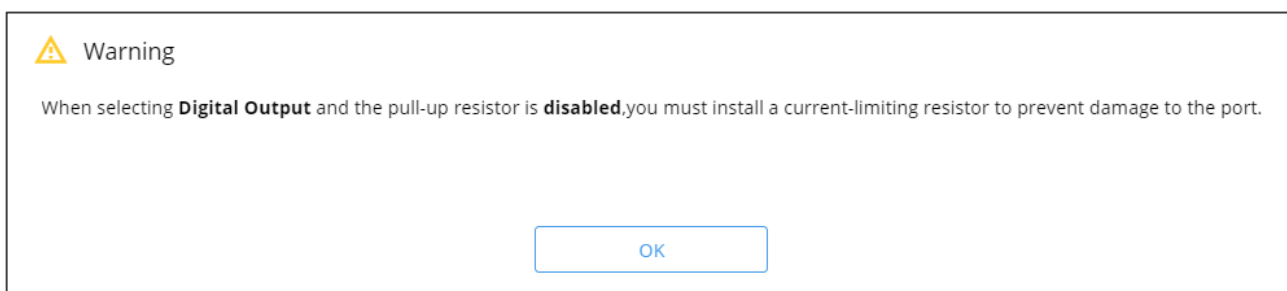 Warning
When selecting Digital Output and the pull-up resistor is disabled,you must install a current-limiting resistor to prevent damage to the port.
OK